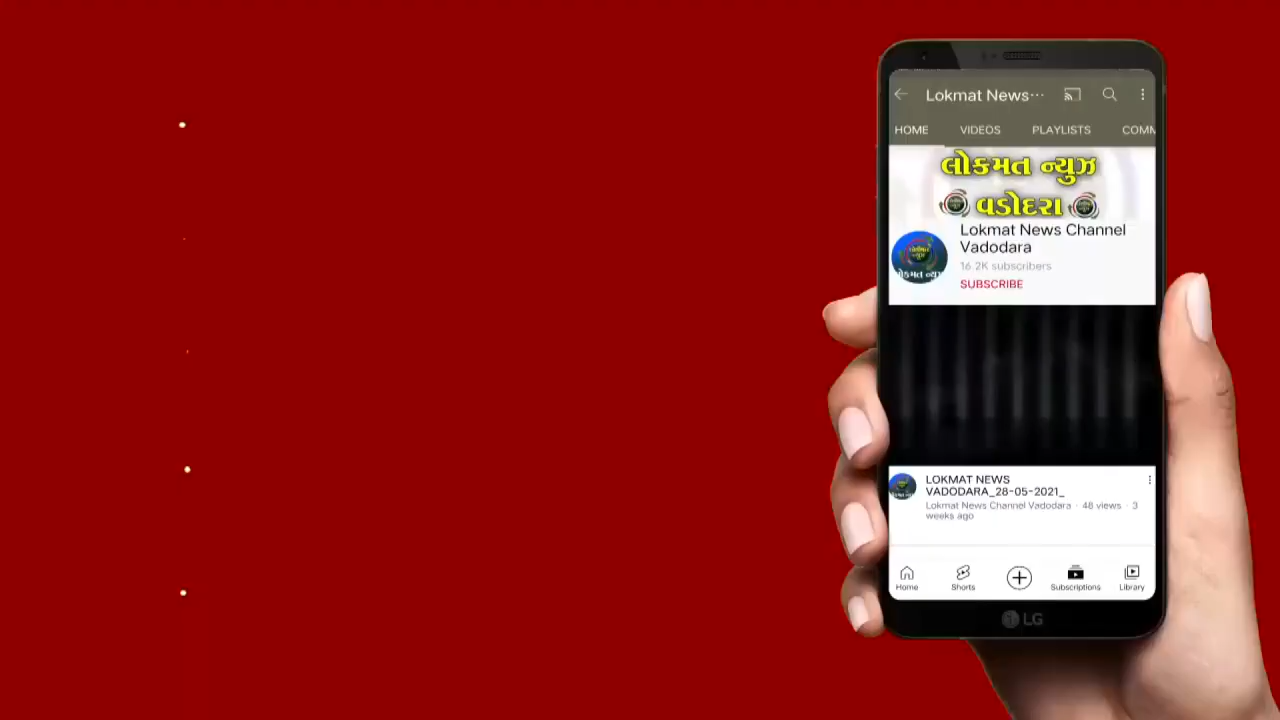 Lokmat News...
HOME VIDEOS PLAYLISTS COMM
લોકમત ન્યુઝ
વડોદરા
Lokmat News Channel
Vadodara
16.2K subscribers
SUBSCRIBE
LOKMAT NEWS
VADODARA_28-05-2021_
Lokmat News Channel Vadodara · 48 views · 3
weeks ago
Home Shorts Subscriptions Library
LG